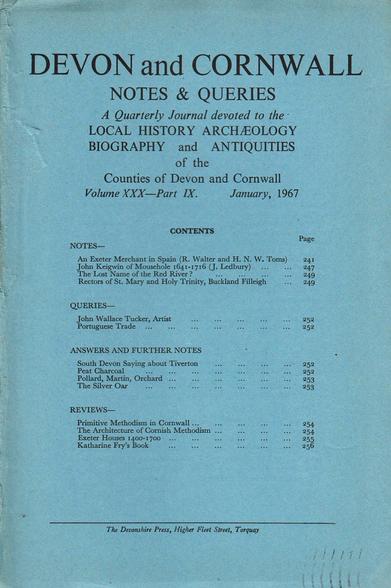 DEVON and CORNWALL
NOTES & QUERIES
A Quarterly Journal devoted to the
LOCAL HISTORY ARCHÆOLOGY
BIOGRAPHY and ANTIQUITIES
of the
Counties of Devon and Cornwall
Volume XXX—Part IX. January, 1967
CONTENTS
Page
NOTES—
An Exeter Merchant in Spain (R. Walter and H. N. W. Toms) 241
John Keigwin of Mousehole 1641-1716 (J. Ledbury) ... ... 247
The Lost Name of the Red River? ... ... ... ... 249
Rectors of St. Mary and Holy Trinity, Buckland Filleigh ... 249
QUERIES—
John Wallace Tucker, Artist ... ... ... ... 252
Portuguese Trade ... ... ... ... ... ... 252
ANSWERS AND FURTHER NOTES
South Devon Saying about Tiverton ... ... ... 252
Peat Charcoal ... ... ... ... ... ... 252
Pollard, Martin, Orchard ... ... ... ... ... 253
The Silver Oar ... ... ... ... ... ... 253
REVIEWS—
Primitive Methodism in Cornwall ... ... ... ... 254
The Architecture of Cornish Methodism ... ... ... 254
Exeter Houses 1400-1700 ... ... ... ... ... 255
Katharine Fry's Book ... ... ... ... ... 256
The Devonshire Press, Higher Fleet Street, Torquay